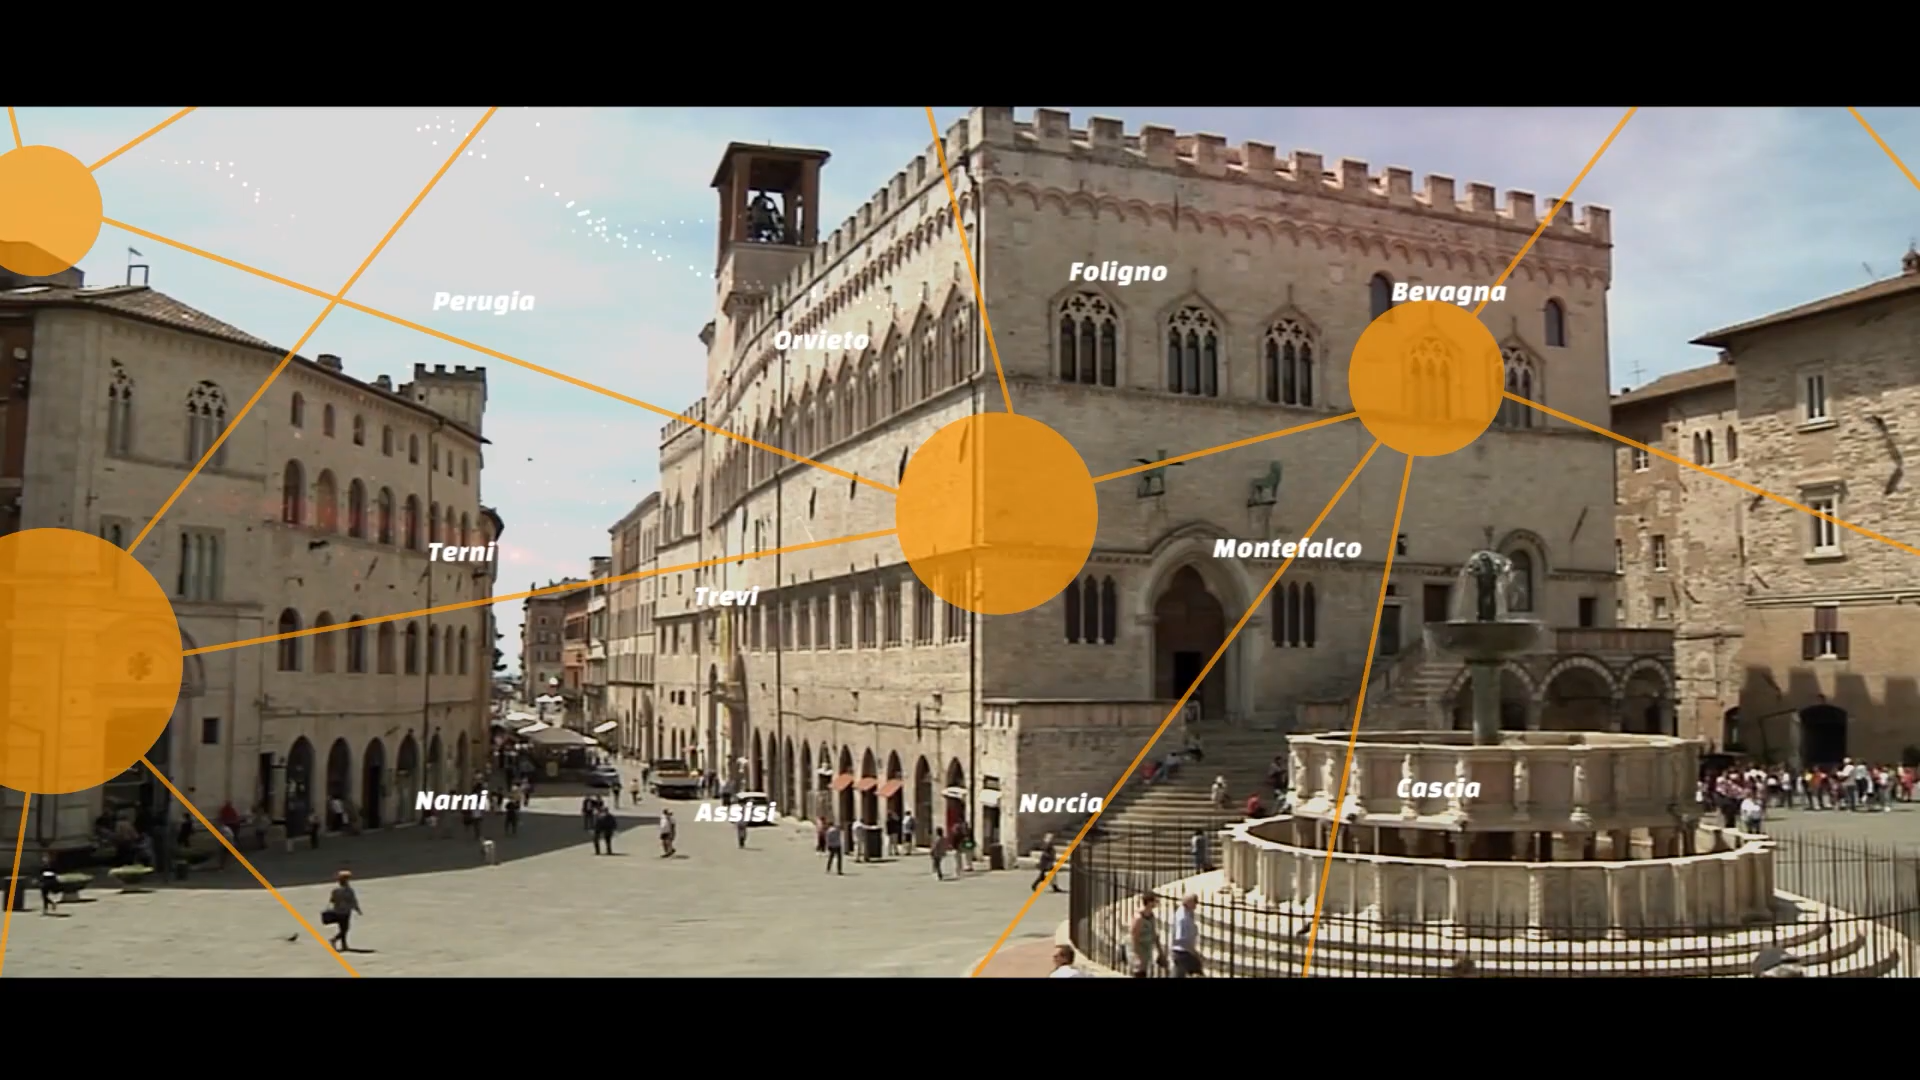 Foligno
Bevagna
Perugia
Orvieto
Terni
Montefalco
Trevi
Cascia
Narni
Assisi
Norcia